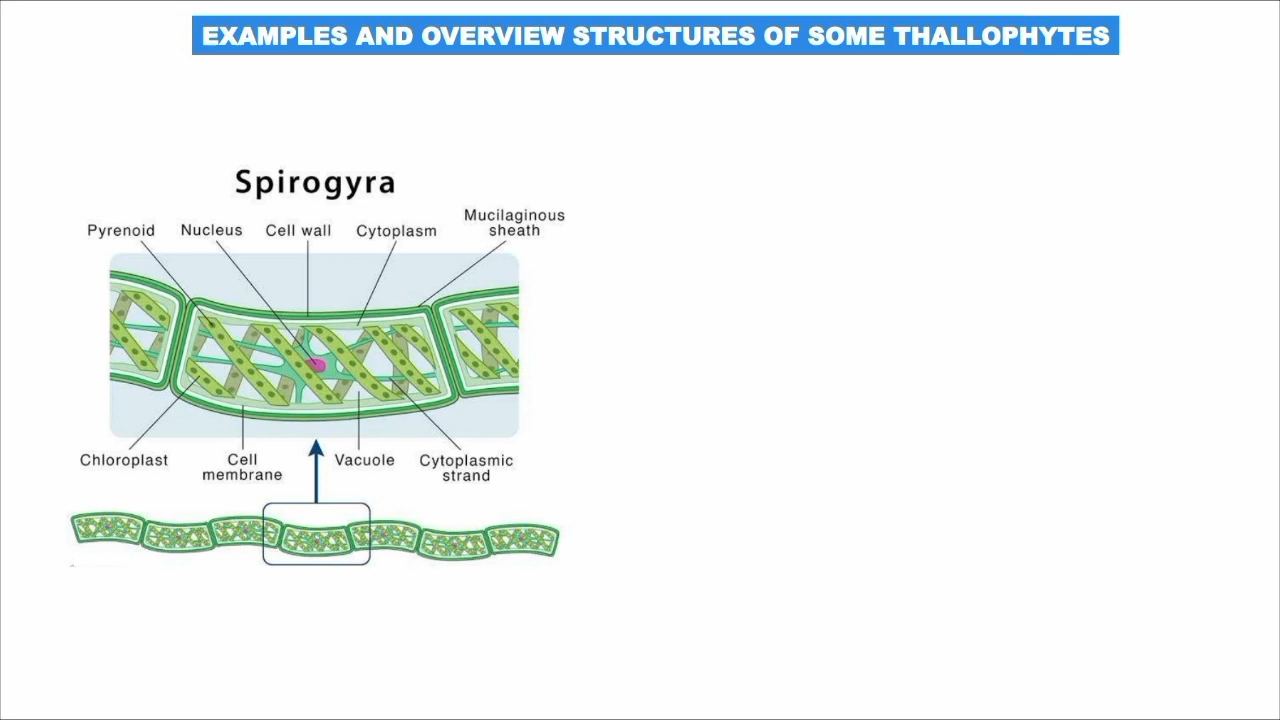 EXAMPLES AND OVERVIEW STRUCTURES OF SOME THALLOPHYTES
Spirogyra
Pyrenoid
Nucleus
Cell wall
Cytoplasm
Mucilaginous
sheath
Chloroplast
Cell
membrane
Vacuole
Cytoplasmic
strand